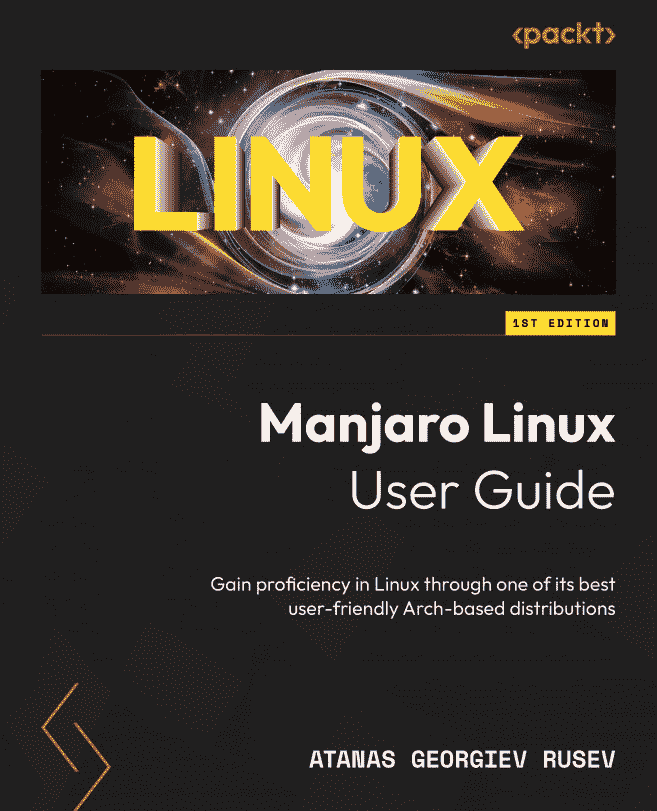 <packt>
LINUX
1ST EDITION
Manjaro Linux
User Guide
Gain proficiency in Linux through one of its best
user-friendly Arch-based distributions
ATANAS GEORGIEV RUSEV